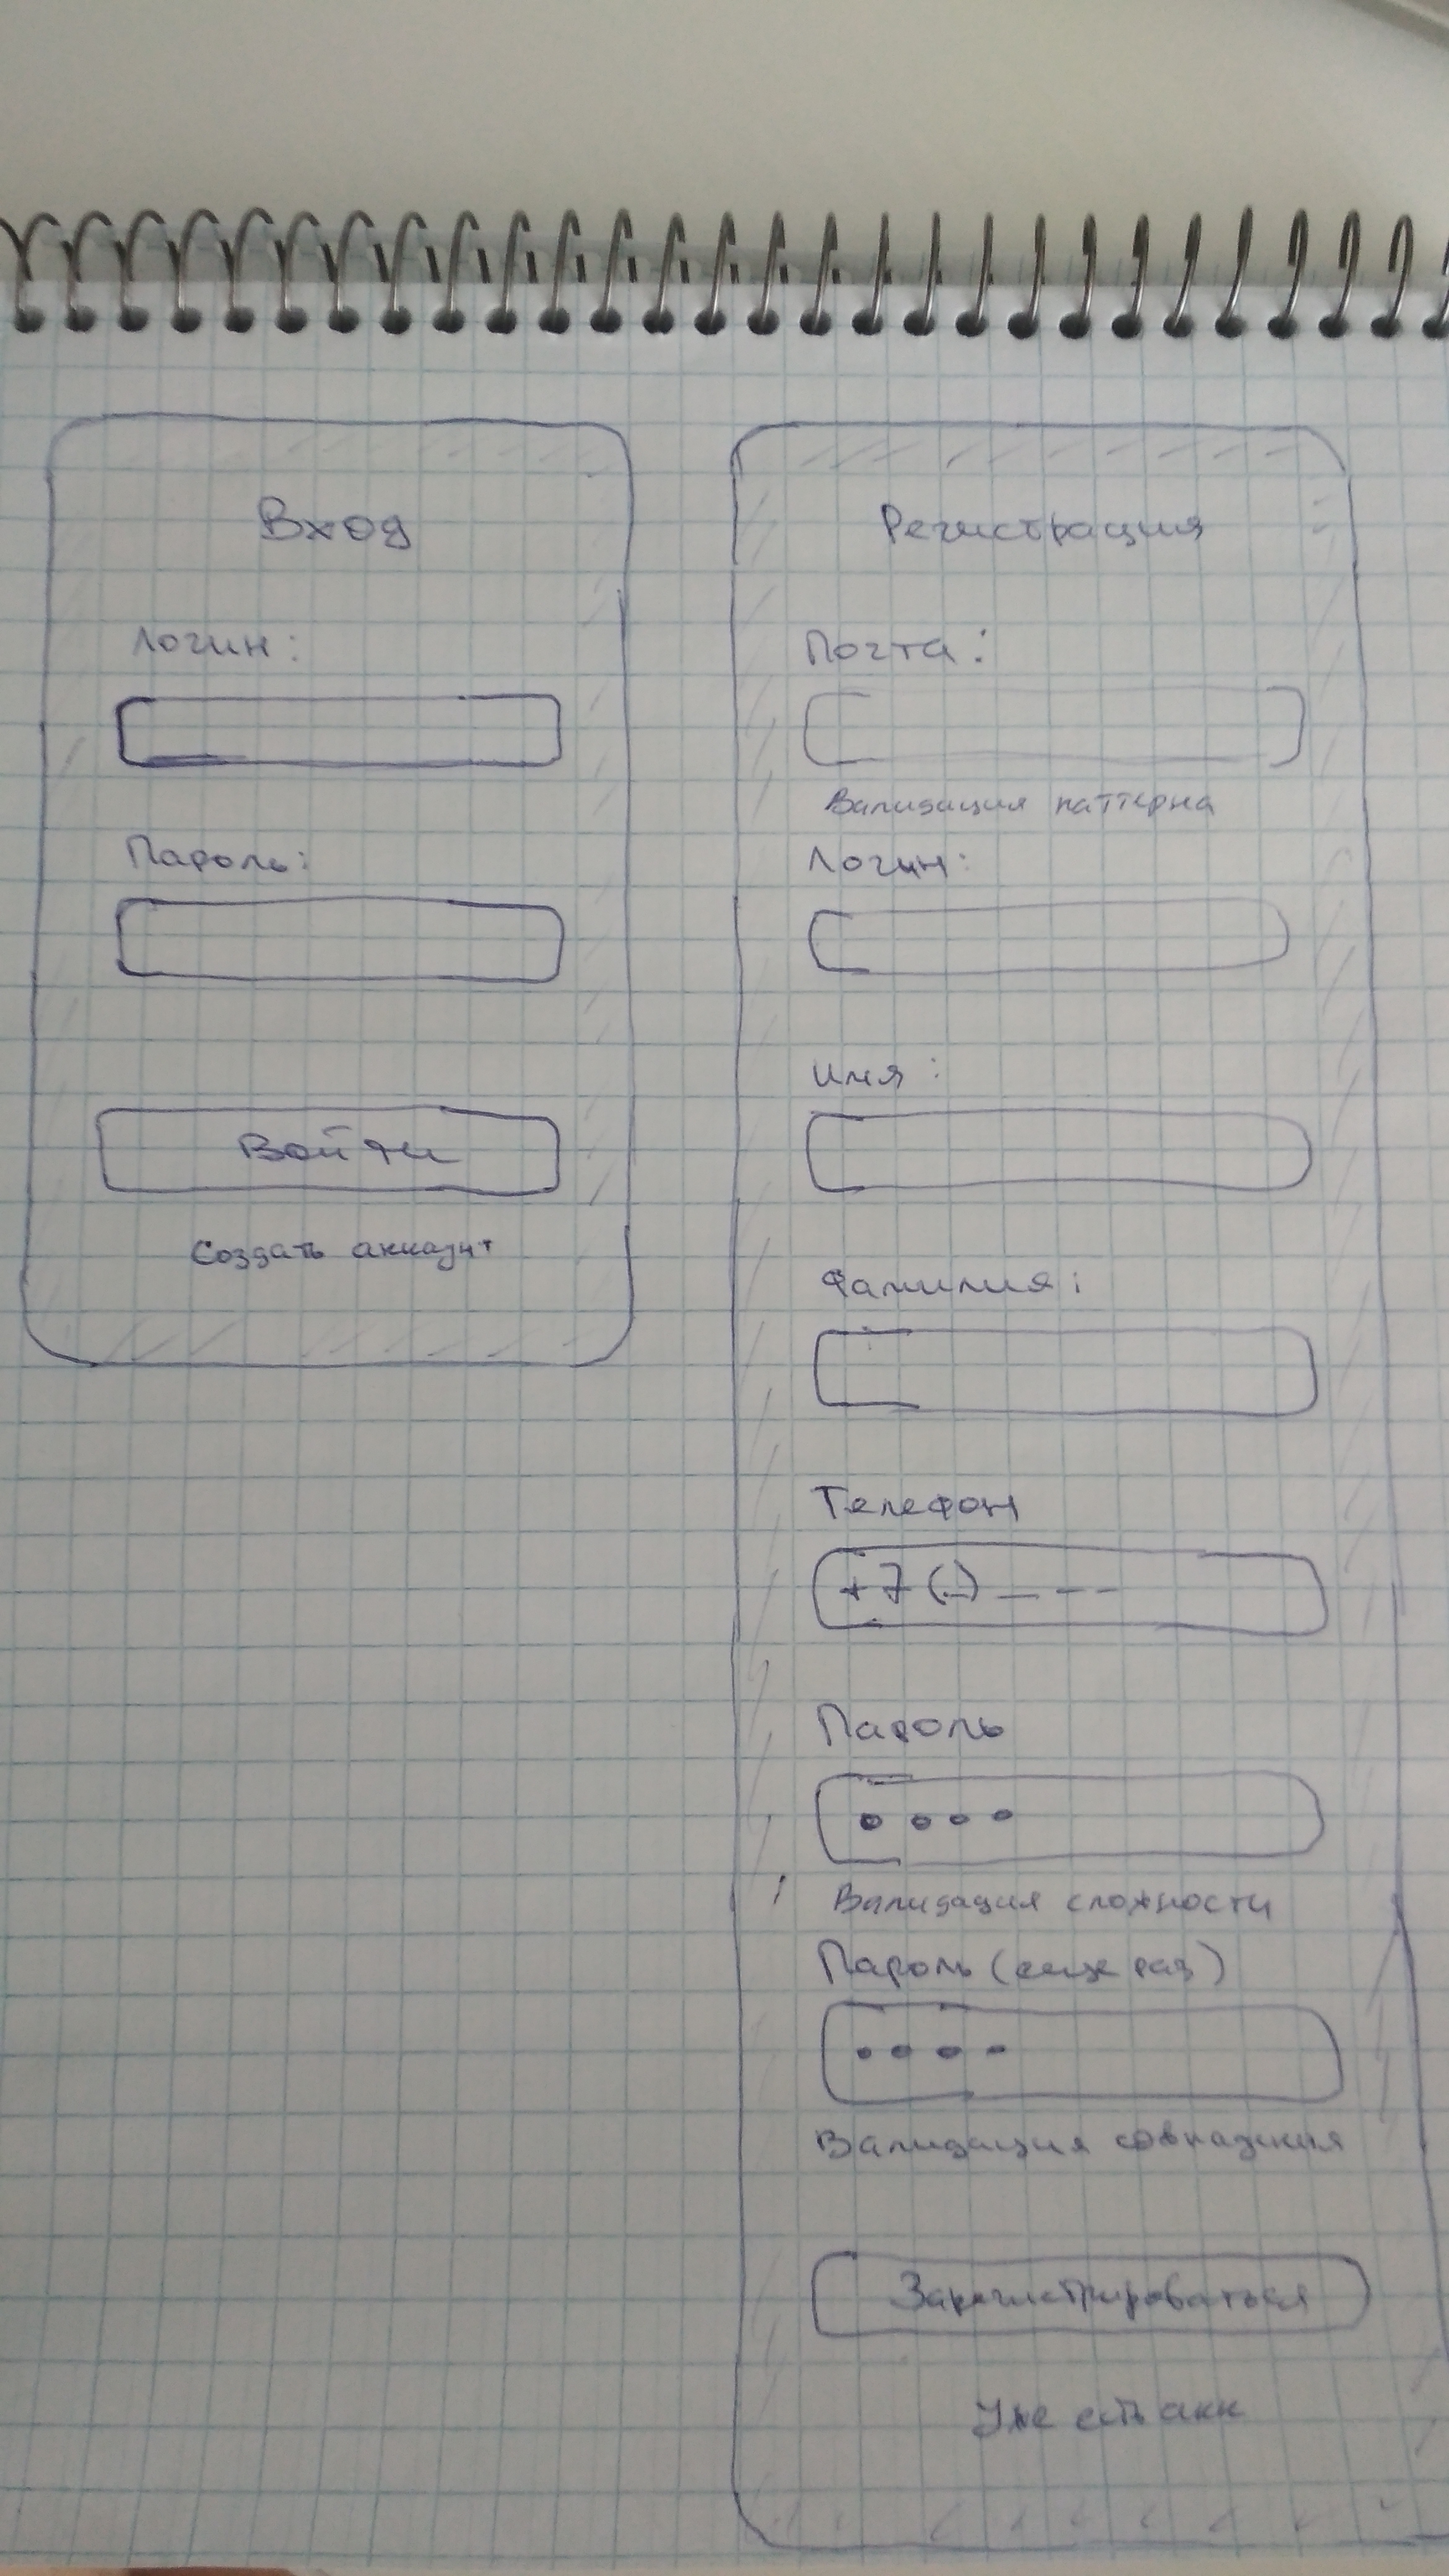 Вход
Логин:
Пароль:
Войти
Создать аккаунт
Регистрация
Почта:
Валидация паттерна
Логин:
Имя:
Фамилия:
Телефон
+7 (_) _ - -
Пароль
Валидация сложности
Пароль (еще раз)
Валидация совпадения
Зарегистрироваться
Уже есть акк